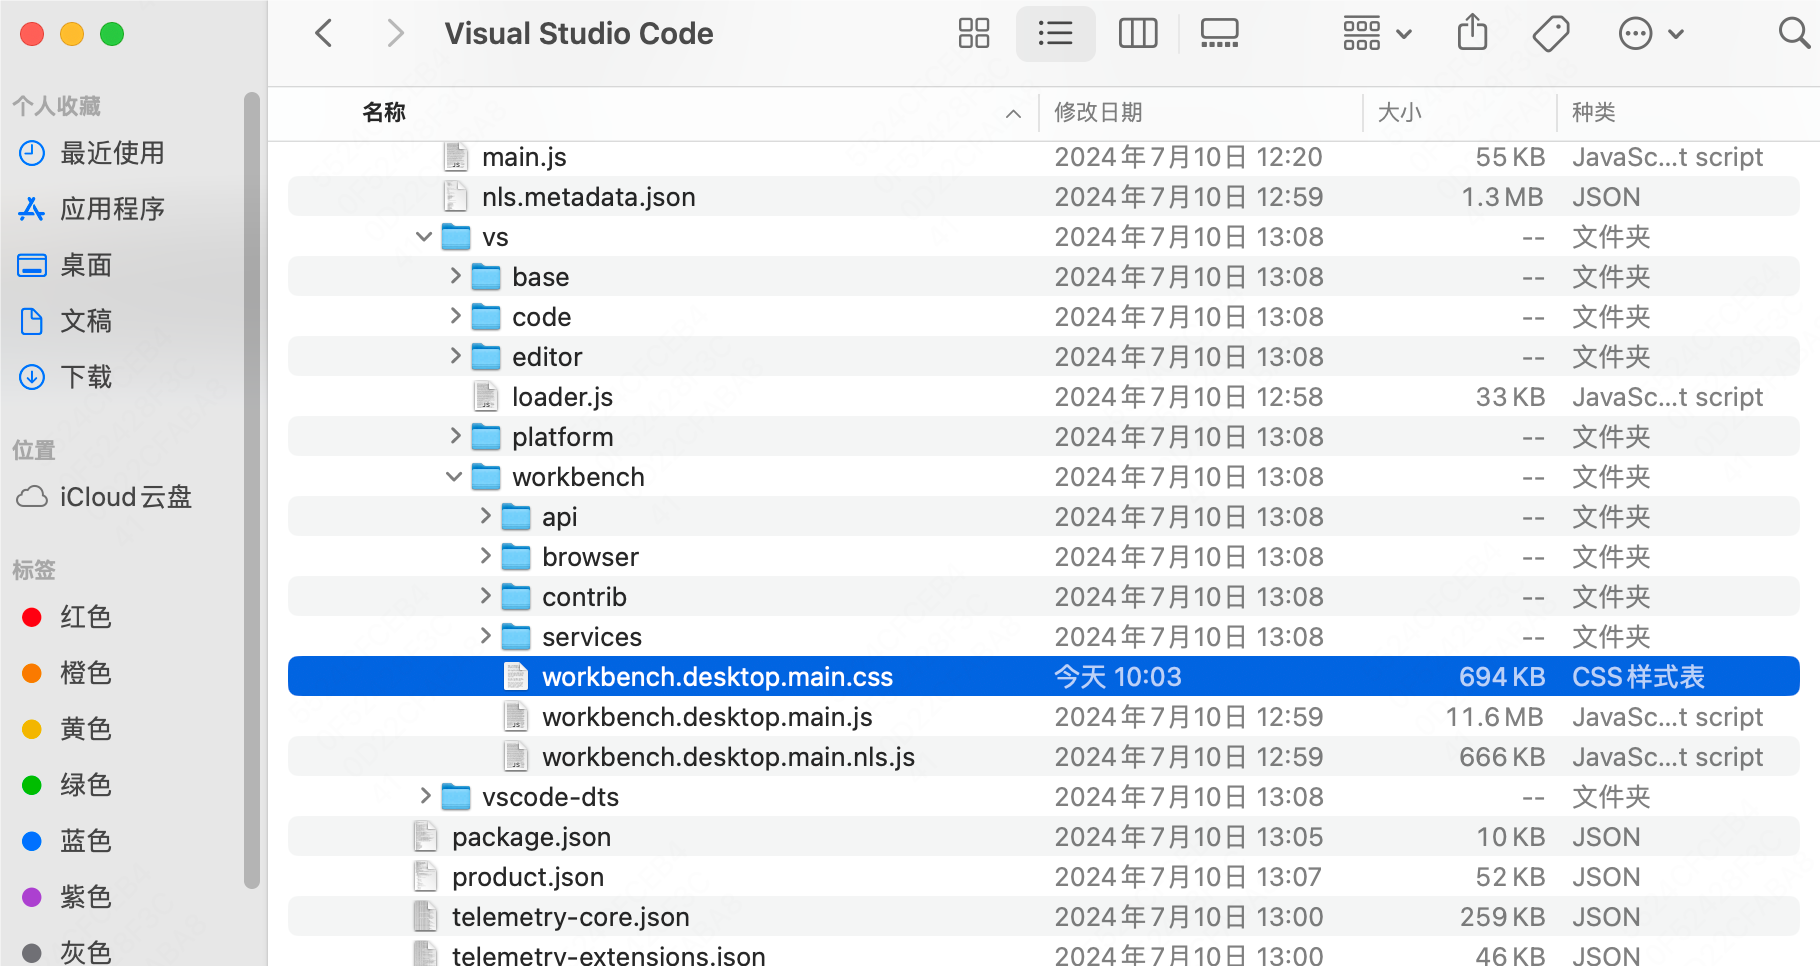 Visual Studio Code
个人收藏
最近使用
应用程序
桌面
文稿
下载
位置
iCloud云盘
标签
红色
橙色
黄色
绿色
蓝色
紫色
灰色
名称 修改日期 大小 种类
main.js 2024年7月10日 12:20 55 KB JavaSc...t script
nls.metadata.json 2024年7月10日 12:59 1.3 MB JSON
vs 2024年7月10日 13:08 -- 文件夹
base 2024年7月10日 13:08 -- 文件夹
code 2024年7月10日 13:08 -- 文件夹
editor 2024年7月10日 13:08 -- 文件夹
loader.js 2024年7月10日 12:58 33 KB JavaSc...t script
platform 2024年7月10日 13:08 -- 文件夹
workbench 2024年7月10日 13:08 -- 文件夹
api 2024年7月10日 13:08 -- 文件夹
browser 2024年7月10日 13:08 -- 文件夹
contrib 2024年7月10日 13:08 -- 文件夹
services 2024年7月10日 13:08 -- 文件夹
workbench.desktop.main.css 今天 10:03 694 KB CSS样式表
workbench.desktop.main.js 2024年7月10日 12:59 11.6 MB JavaSc...t script
workbench.desktop.main.nls.js 2024年7月10日 12:59 666 KB JavaSc...t script
vscode-dts 2024年7月10日 13:08 -- 文件夹
package.json 2024年7月10日 13:05 10 KB JSON
product.json 2024年7月10日 13:07 52 KB JSON
telemetry-core.json 2024年7月10日 13:00 259 KB JSON
telemetry-extensions.json 2024年7月10日 13:00 46 KB JSON